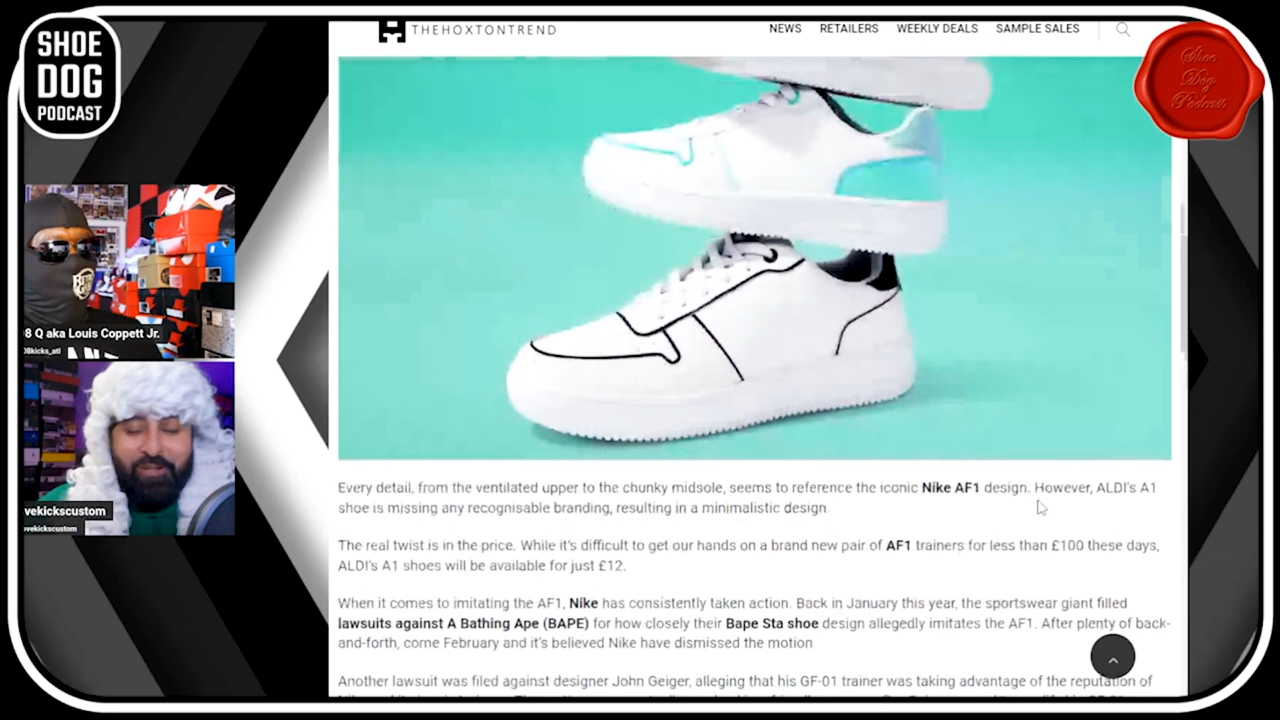 SHOE
DOG
PODCAST
THEHOXTONTREND
NEWS RETAILERS WEEKLY DEALS SAMPLE SALES
Shoe
Dog
Podcast
8 Q aka Louis Coppett Jr.
08kicks_atl
vekickscustom
ovekickscustom
Every detail, from the ventilated upper to the chunky midsole, seems to reference the iconic Nike AF1 design. However, ALDI's A1
shoe is missing any recognisable branding, resulting in a minimalistic design.
The real twist is in the price. While it's difficult to get our hands on a brand new pair of AF1 trainers for less than £100 these days,
ALDI's A1 shoes will be available for just £12.
When it comes to imitating the AF1, Nike has consistently taken action. Back in January this year, the sportswear giant filled
lawsuits against A Bathing Ape (BAPE) for how closely their Bape Sta shoe design allegedly imitates the AF1. After plenty of back-
and-forth, come February and it's believed Nike have dismissed the motion
Another lawsuit was filed against designer John Geiger, alleging that his GF-01 trainer was taking advantage of the reputation of